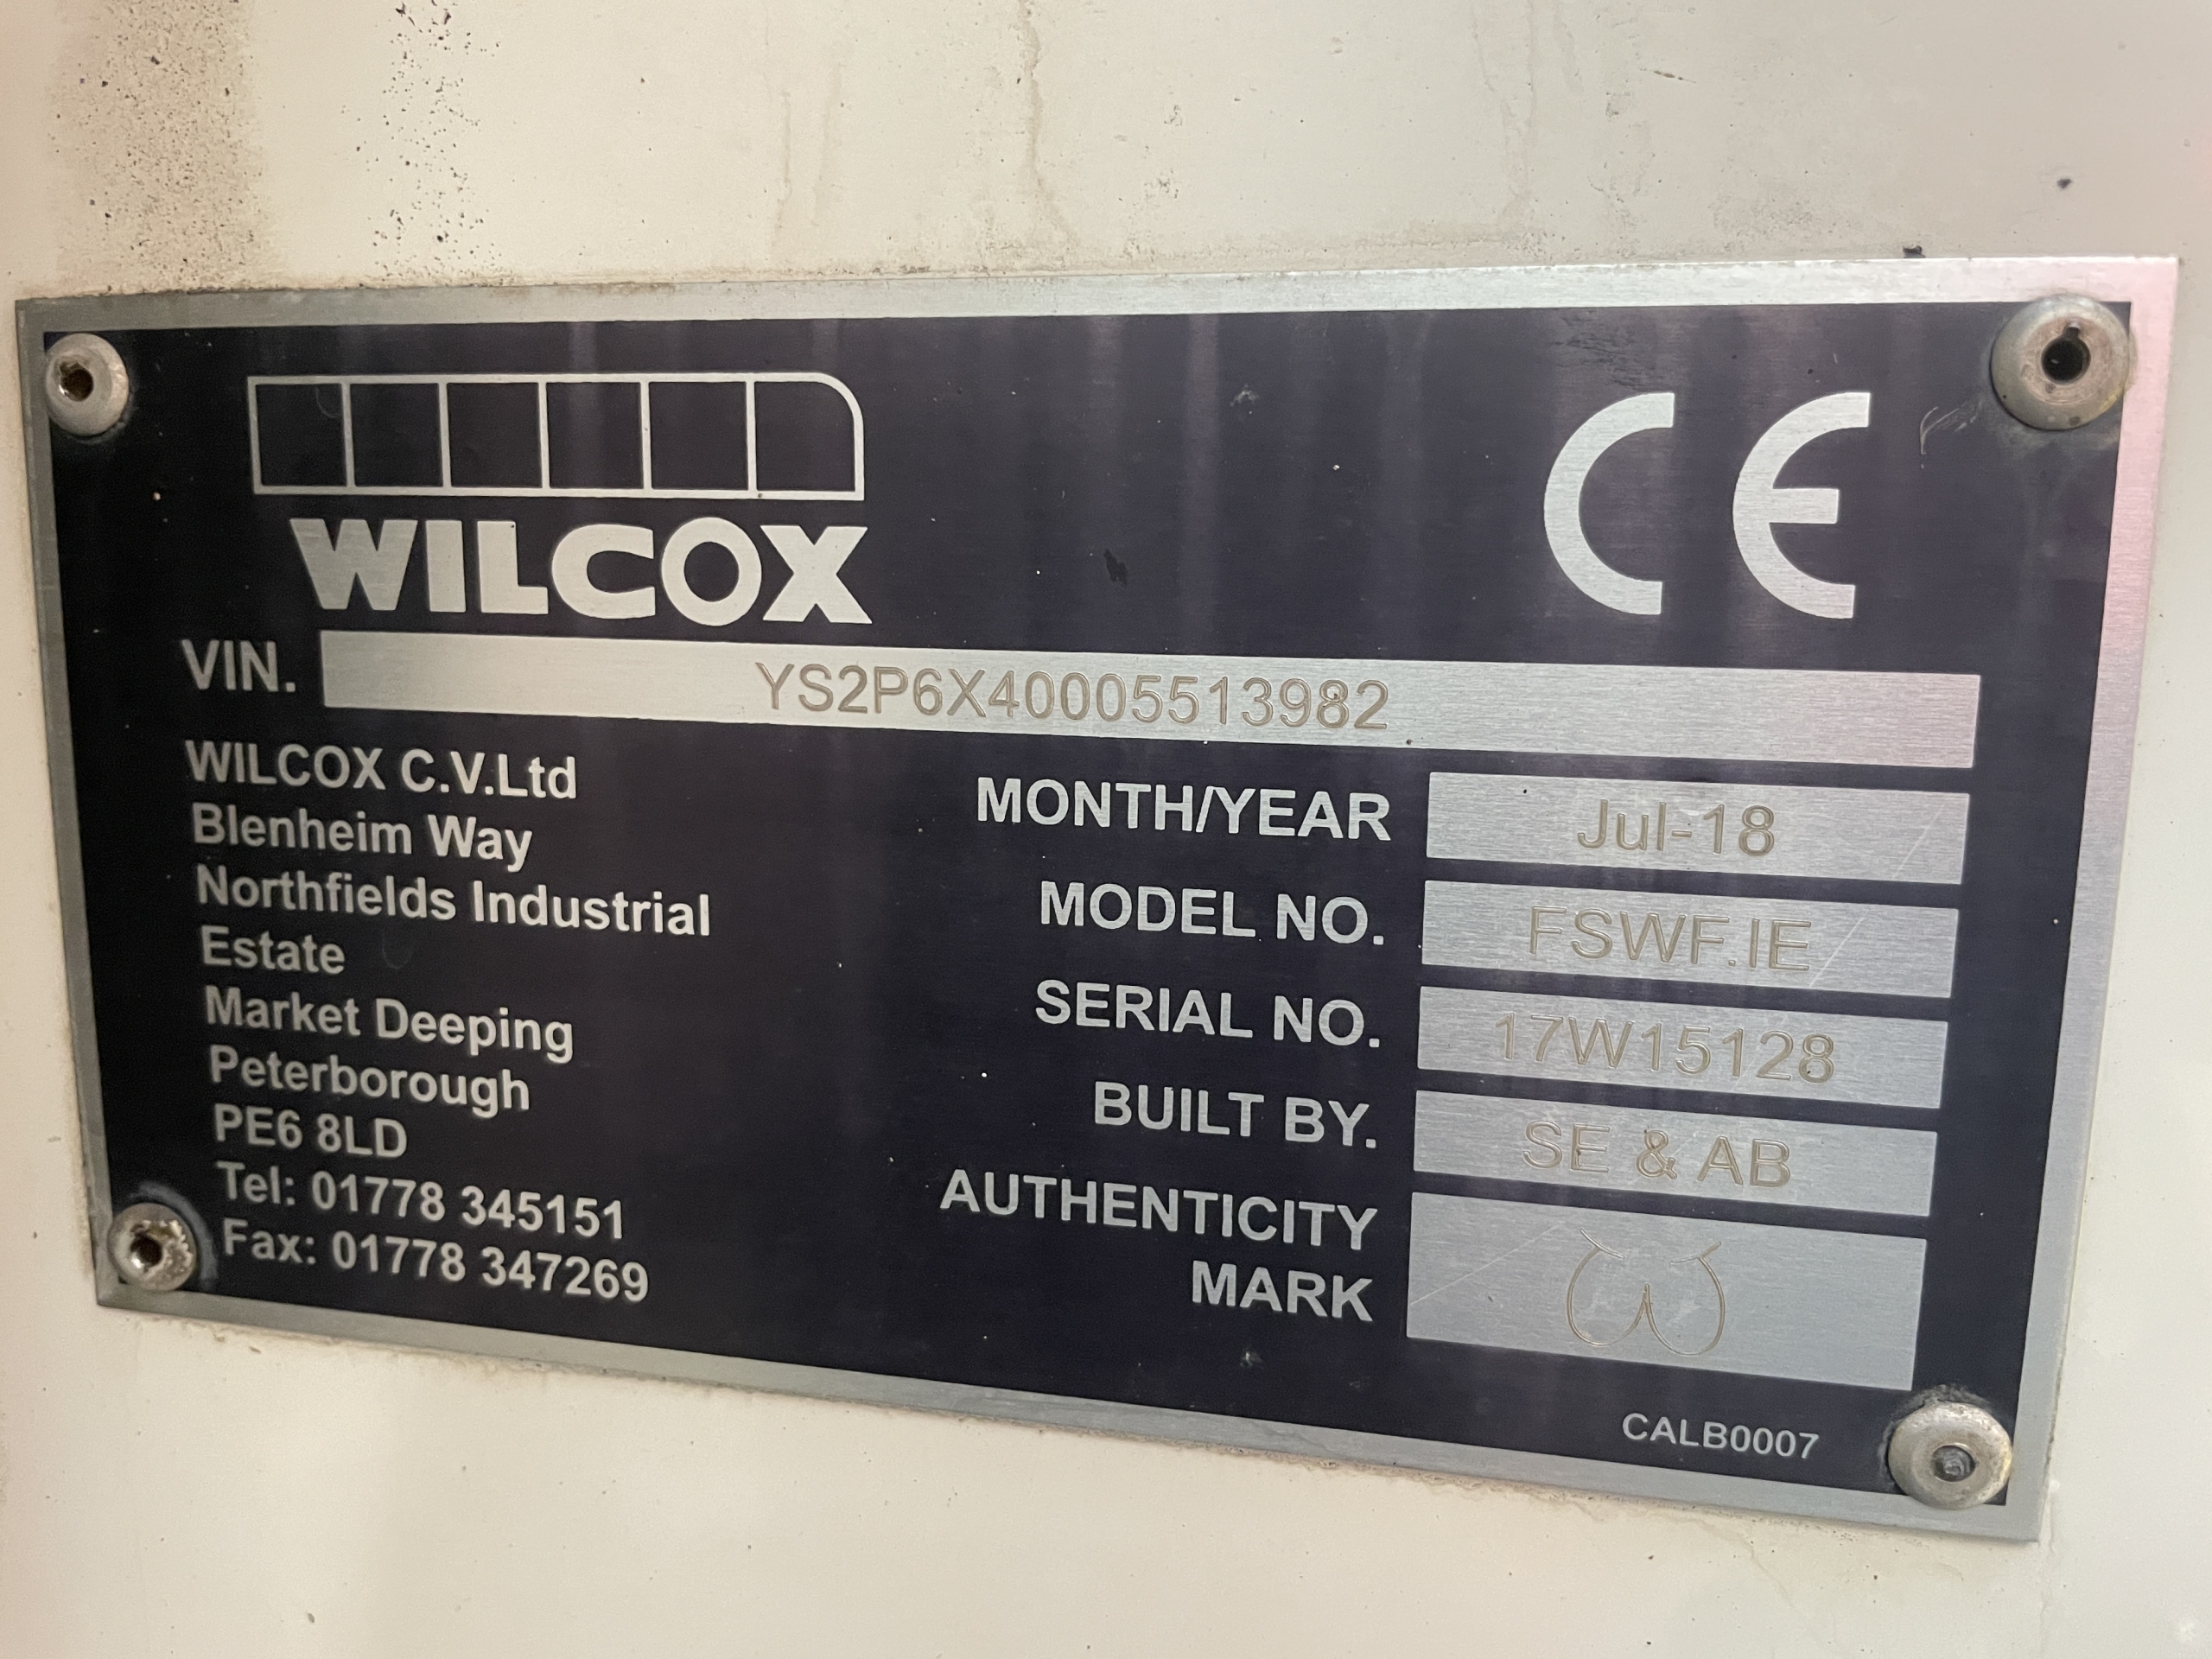 WILCOX
CE
VIN. YS2P6X40005513982
WILCOX C.V.Ltd
Blenheim Way
Northfields Industrial
Estate
Market Deeping
Peterborough
PE6 8LD
Tel: 01778 345151
Fax: 01778 347269
MONTH/YEAR Jul-18
MODEL NO. FSWF.IE
SERIAL NO. 17W15128
BUILT BY. SE & AB
AUTHENTICITY
MARK W
CALB0007